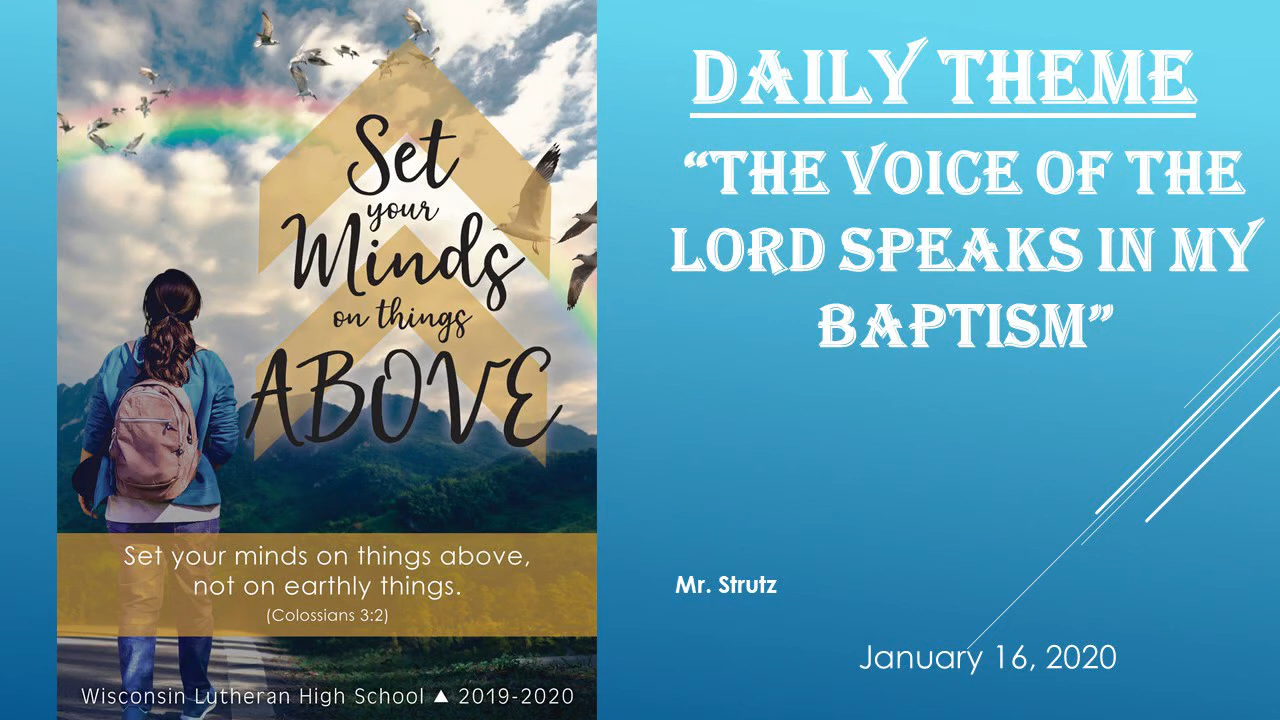 Set
your
Minds
on things
ABOVE
Set your minds on things above,
not on earthly things.
(Colossians 3:2)
Wisconsin Lutheran High School ▲ 2019-2020
DAILY THEME
“THE VOICE OF THE
LORD SPEAKS IN MY
BAPTISM”
Mr. Strutz
January 16, 2020